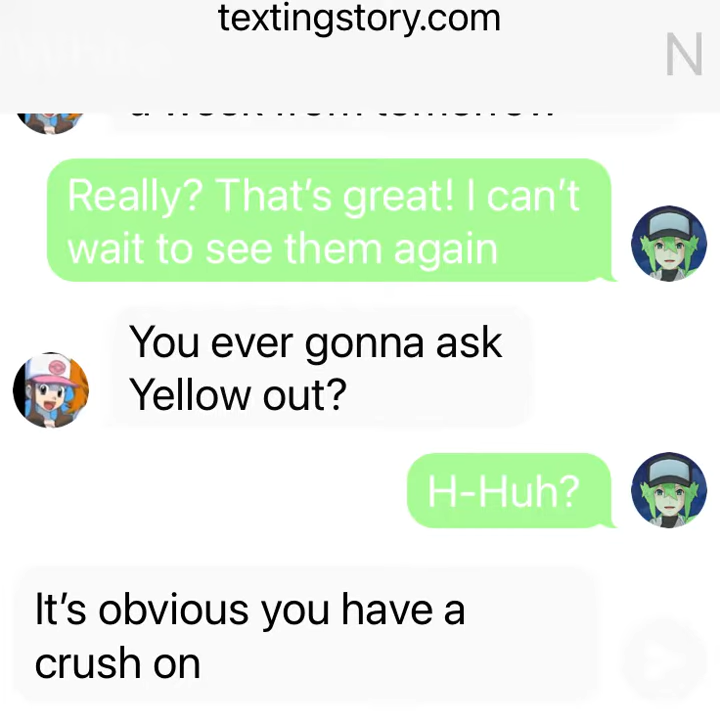 textingstory.com
N
Really? That’s great! I can’t
wait to see them again
You ever gonna ask
Yellow out?
H-Huh?
It’s obvious you have a
crush on